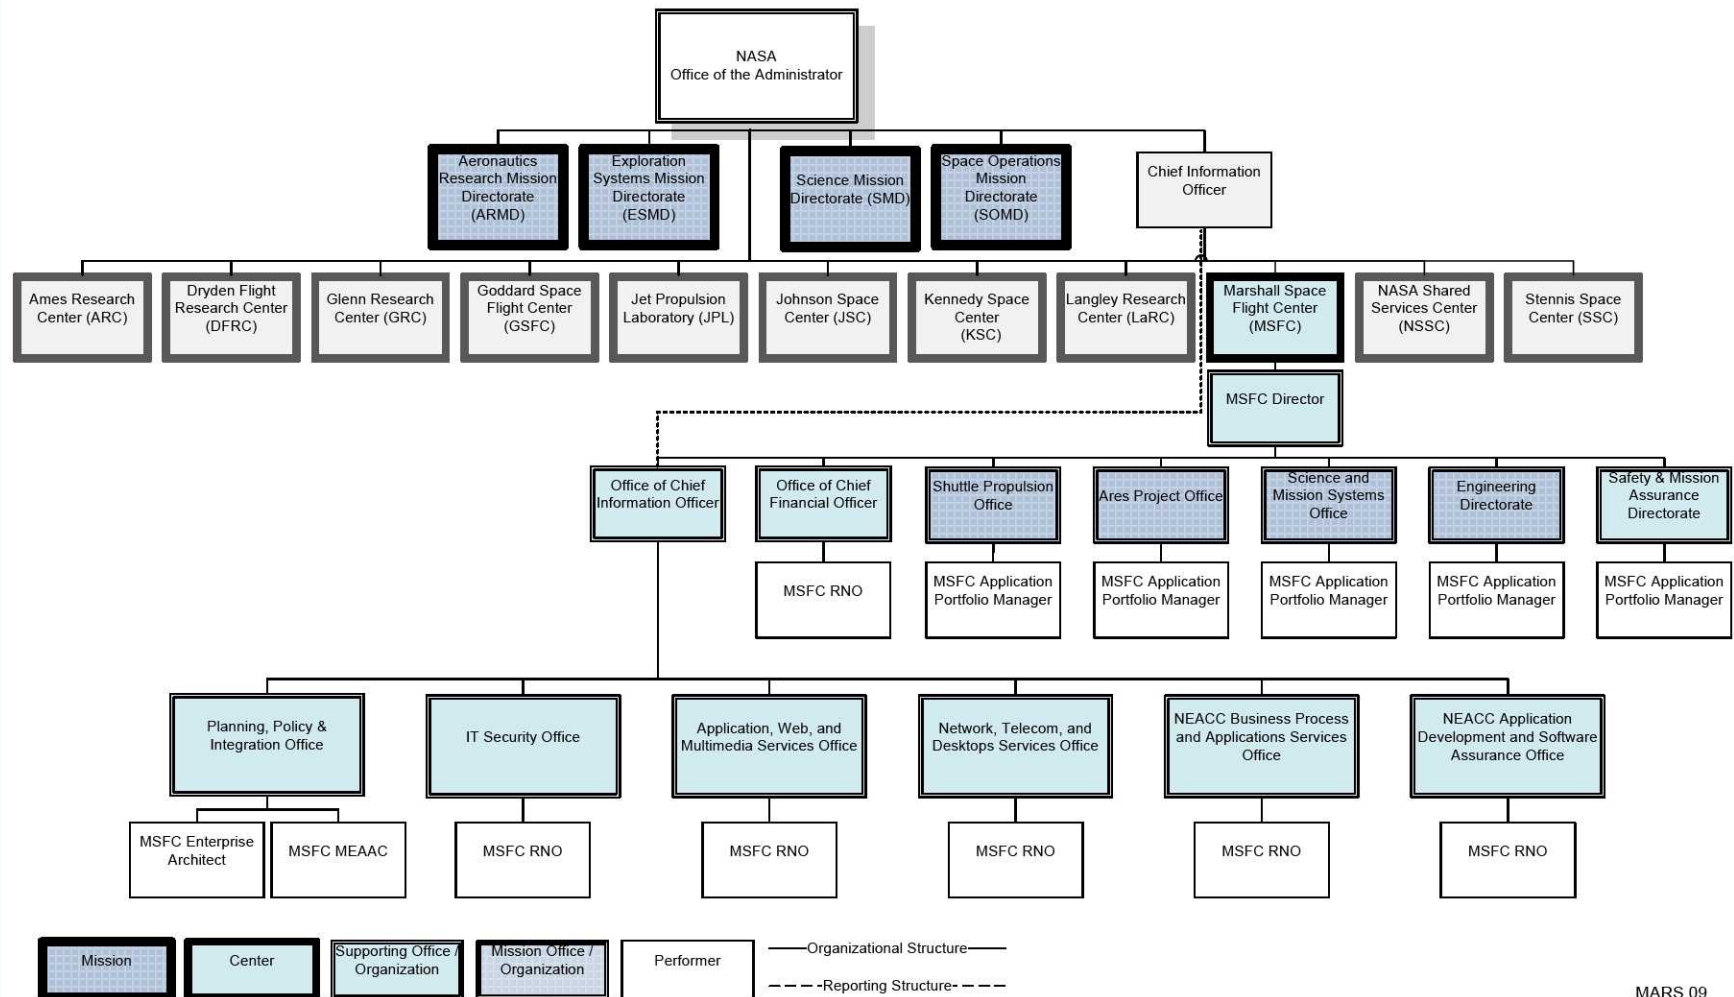 NASA
Office of the Administrator
Aeronautics
Research Mission
Directorate
(ARMD)
Exploration
Systems Mission
Directorate
(ESMD)
Science Mission
Directorate (SMD)
Space Operations
Mission
Directorate
(SOMD)
Chief Information
Officer
Ames Research
Center (ARC)
Dryden Flight
Research Center
(DFRC)
Glenn Research
Center (GRC)
Goddard Space
Flight Center
(GSFC)
Jet Propulsion
Laboratory (JPL)
Johnson Space
Center (JSC)
Kennedy Space
Center
(KSC)
Langley Research
Center (LaRC)
Marshall Space
Flight Center
(MSFC)
NASA Shared
Services Center
(NSSC)
Stennis Space
Center (SSC)
MSFC Director
Office of Chief
Information Officer
Office of Chief
Financial Officer
Shuttle Propulsion
Office
Ares Project Office
Science and
Mission Systems
Office
Engineering
Directorate
Safety & Mission
Assurance
Directorate
MSFC RNO
MSFC Application
Portfolio Manager
MSFC Application
Portfolio Manager
MSFC Application
Portfolio Manager
MSFC Application
Portfolio Manager
MSFC Application
Portfolio Manager
Planning, Policy &
Integration Office
IT Security Office
Application, Web, and
Multimedia Services Office
Network, Telecom, and
Desktops Services Office
NEACC Business Process
and Applications Services
Office
NEACC Application
Development and Software
Assurance Office
MSFC Enterprise
Architect
MSFC MEAAC
MSFC RNO
MSFC RNO
MSFC RNO
MSFC RNO
MSFC RNO
Mission
Center
Supporting Office /
Organization
Mission Office /
Organization
Performer
Organizational Structure
Reporting Structure
MARS 09